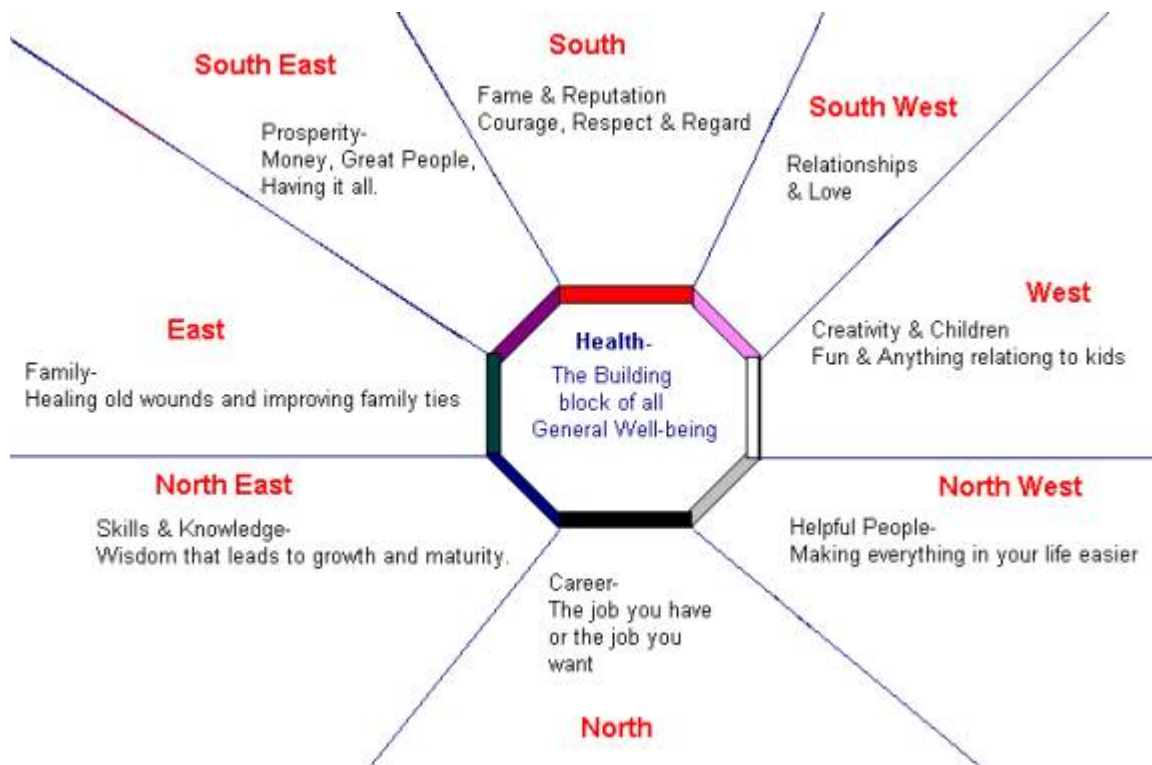 South East
Prosperity-
Money, Great People,
Having it all.
South
Fame & Reputation
Courage, Respect & Regard
South West
Relationships
& Love
East
Family-
Healing old wounds and improving family ties
Health-
The Building
block of all
General Well-being
West
Creativity & Children
Fun & Anything relationg to kids
North East
Skills & Knowledge-
Wisdom that leads to growth and maturity.
Career-
The job you have
or the job you
want
North
North West
Helpful People-
Making everything in your life easier